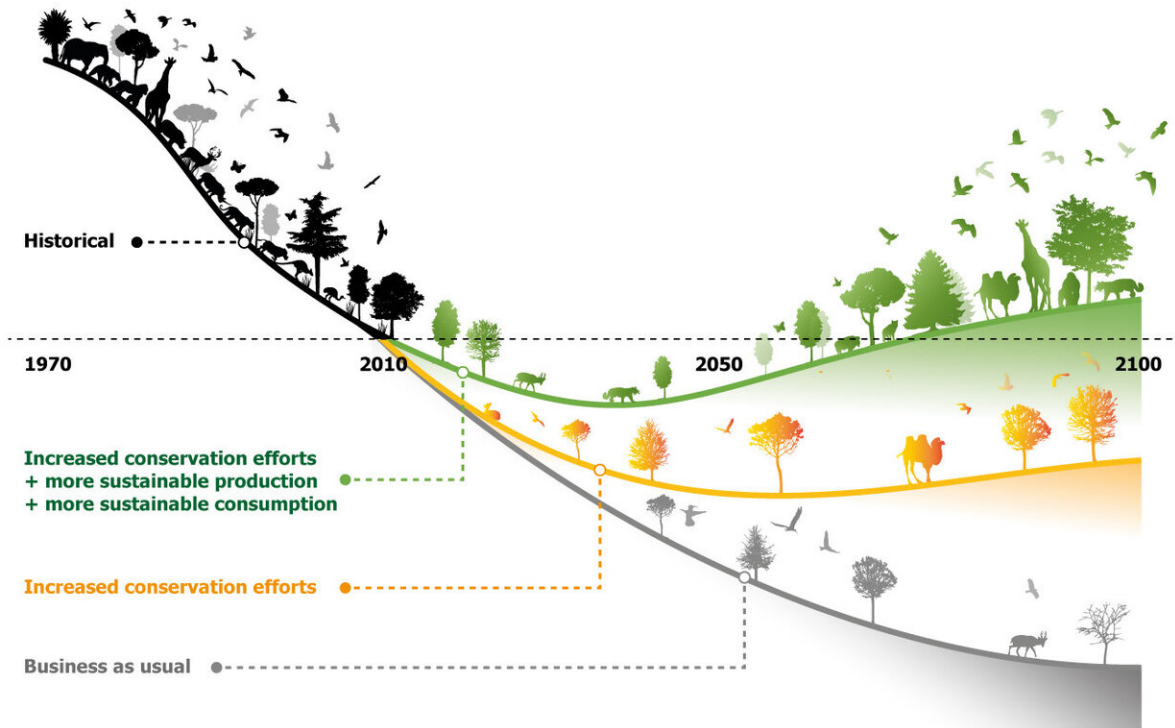 Historical
1970
2010
2050
2100
Increased conservation efforts
+ more sustainable production
+ more sustainable consumption
Increased conservation efforts
Business as usual